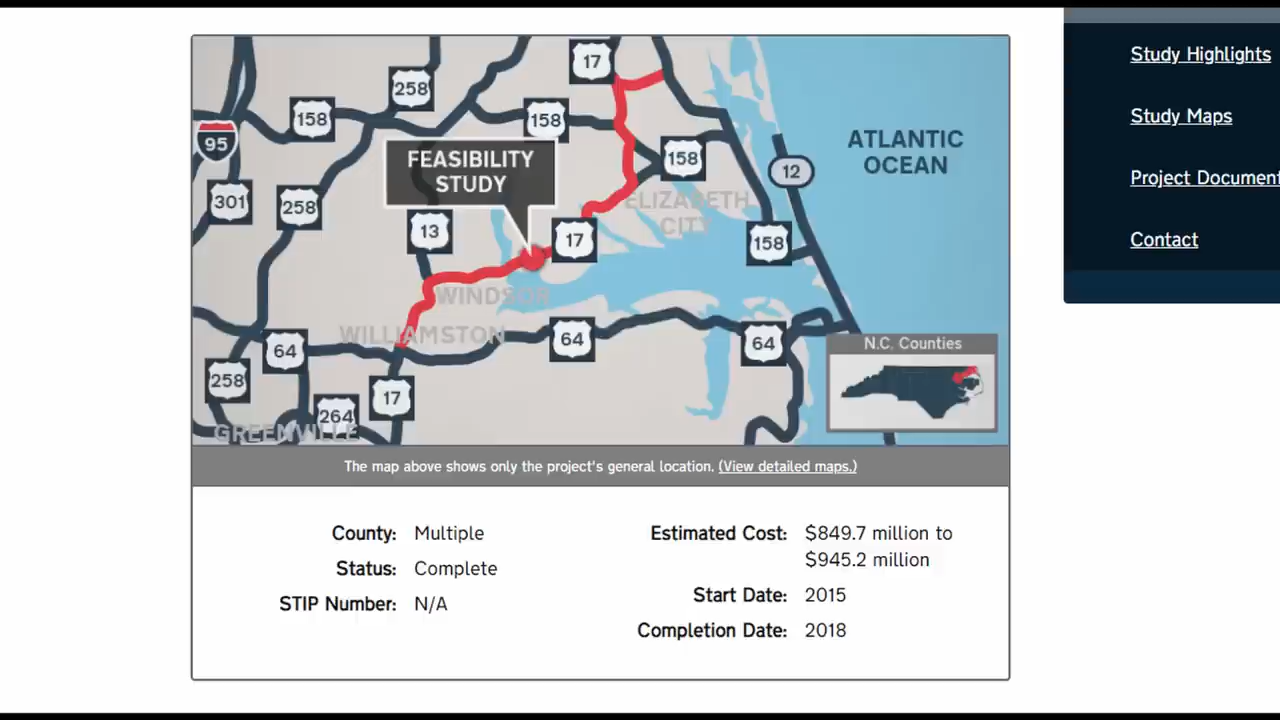 17
258
158
158
95
FEASIBILITY
STUDY
158
12
ATLANTIC
OCEAN
301
258
ELIZABETH
CITY
13
17
158
WINDSOR
WILLIAMSTON
64
64
64
N.C. Counties
258
17
264
GREENVILLE
The map above shows only the project's general location. (View detailed maps.)
County: Multiple
Status: Complete
STIP Number: N/A
Estimated Cost: $849.7 million to
$945.2 million
Start Date: 2015
Completion Date: 2018
Study Highlights
Study Maps
Project Document
Contact